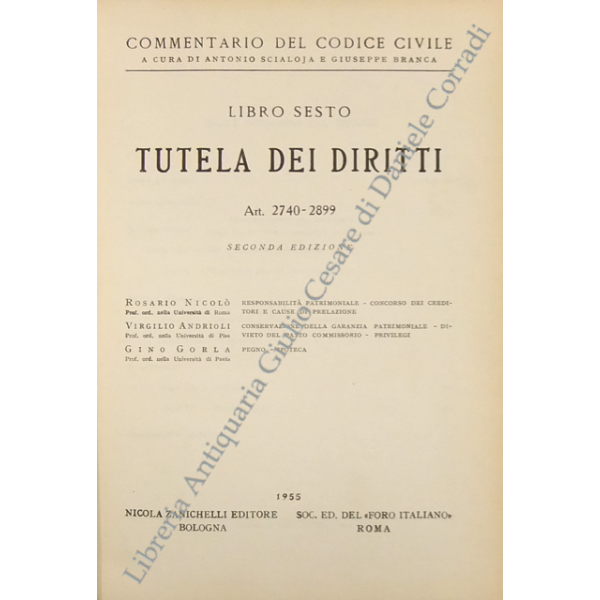 COMMENTARIO DEL CODICE CIVILE
A CURA DI ANTONIO SCIALOJA E GIUSEPPE BRANCA
LIBRO SESTO
TUTELA DEI DIRITTI
Art. 2740-2899
SECONDA EDIZIONE
ROSARIO NICOLÒ RESPONSABILITÀ PATRIMONIALE - CONCORSO DEI CREDI-
Prof. ord. nella Università di Roma TORI E CAUSE DI PRELAZIONE
VIRGILIO ANDRIOLI CONSERVAZIONE DELLA GARANZIA PATRIMONIALE - DI-
Prof. ord. nella Università di Pisa VIETO DEL PATTO COMMISSORIO - PRIVILEGI
GINO GORLA PEGNO - IPOTECA
Prof. ord. nella Università di Pavia
1955
NICOLA ZANICHELLI EDITORE SOC. ED. DEL «FORO ITALIANO»
BOLOGNA ROMA
Libreria Antiquaria Giulio Cesare di Daniele Corradi